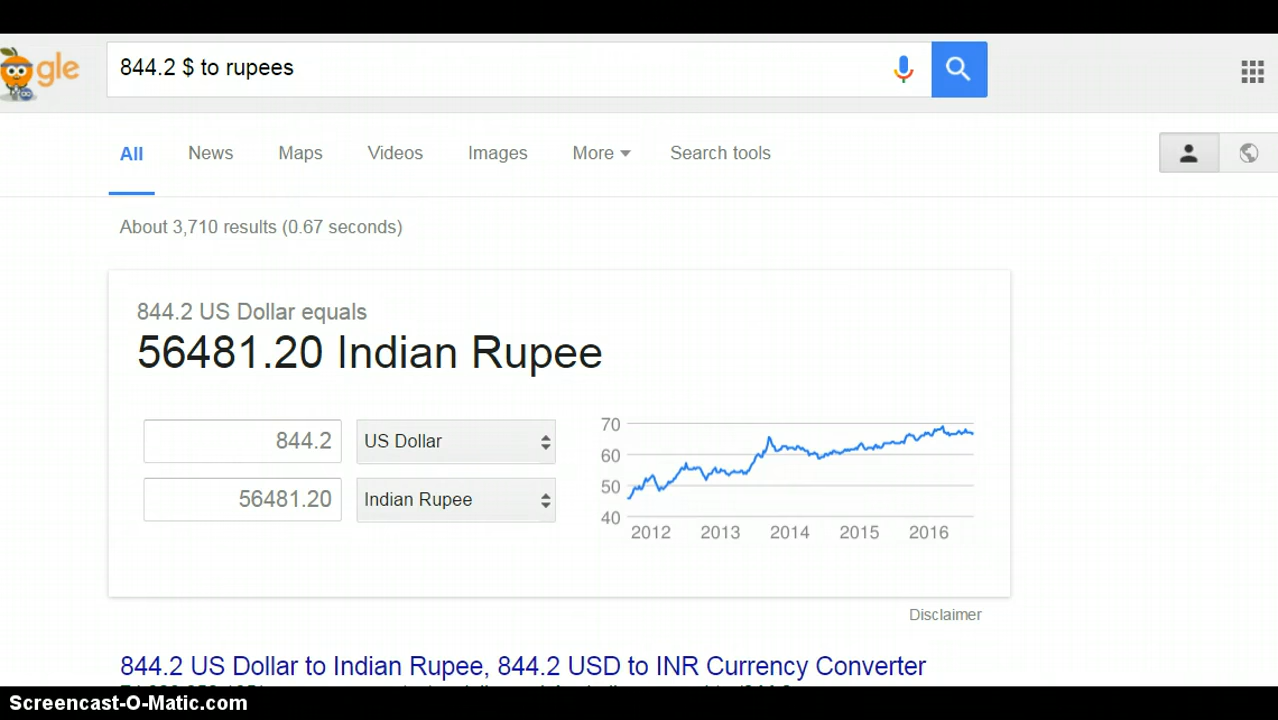 gle
844.2 $ to rupees
All News Maps Videos Images More Search tools
About 3,710 results (0.67 seconds)
844.2 US Dollar equals
56481.20 Indian Rupee
844.2 US Dollar
56481.20 Indian Rupee
70
60
50
40
2012 2013 2014 2015 2016
Disclaimer
844.2 US Dollar to Indian Rupee, 844.2 USD to INR Currency Converter
Screencast-O-Matic.com